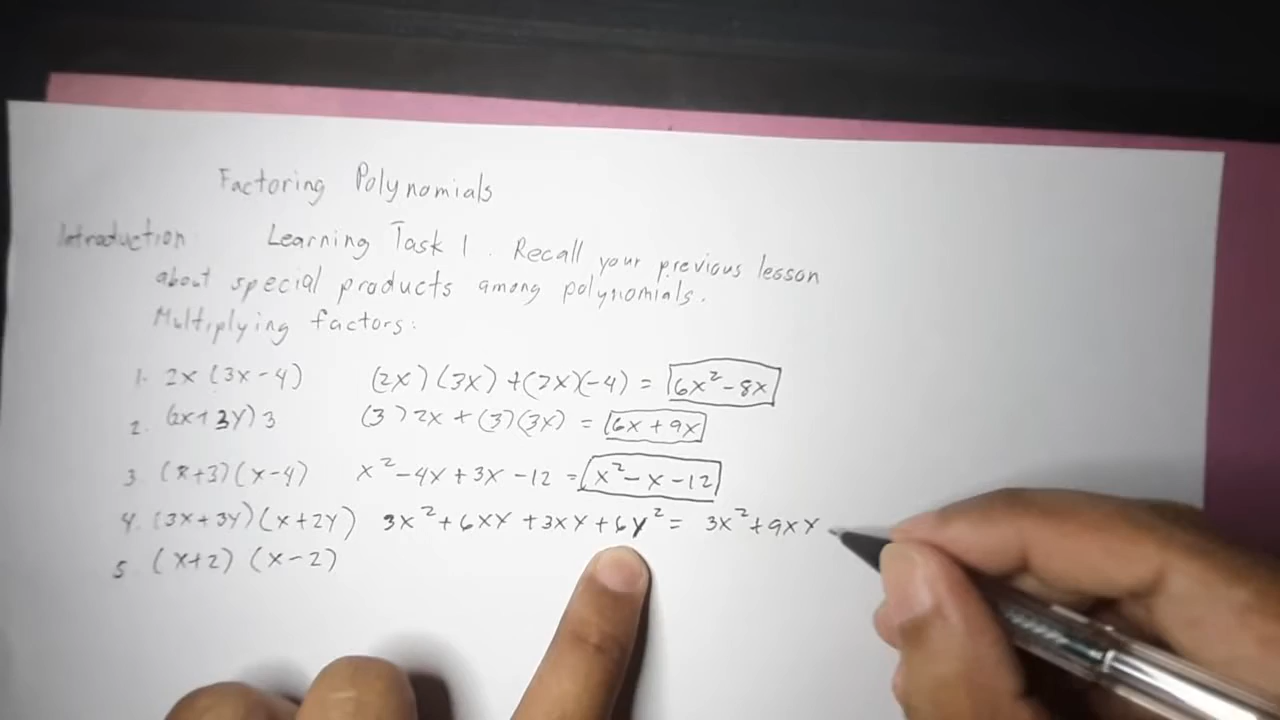 Factoring Polynomials
Introduction: Learning Task 1. Recall your previous lesson
about special products among polynomials.
Multiplying factors:
1. 2x (3x-4) (2x)(3x)+(2x)(-4) = 6x²-8x
2. (2x+3y)3 (3)2x+(3)(3x) = 6x+9x
3. (x+3)(x-4) x²-4x+3x-12 = x²-x-12
4. (3x+3y)(x+2y) 3x²+6xy+3xy+6y² = 3x²+9xy
5. (x+2) (x-2)